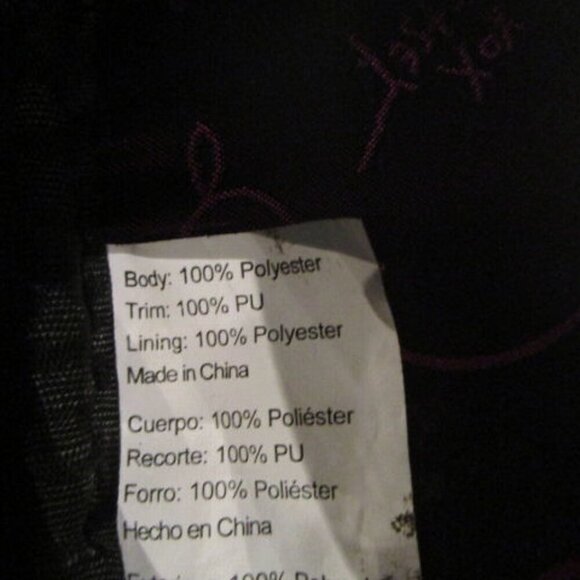 Body: 100% Polyester
Trim: 100% PU
Lining: 100% Polyester
Made in China
Cuerpo: 100% Poliéster
Recorte: 100% PU
Forro: 100% Poliéster
Hecho en China
100%